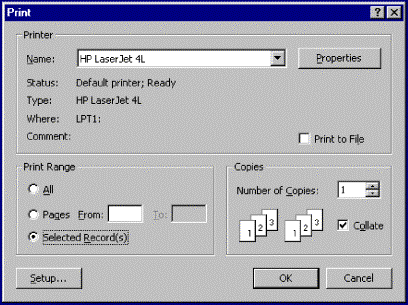 Print
Printer
Name: HP LaserJet 4L Properties
Status: Default printer; Ready
Type: HP LaserJet 4L
Where: LPT1:
Comment: Print to File
Print Range Copies
All Number of Copies: 1
Pages From: To:
1 2 3 1 2 3 Collate
Selected Record(s)
Setup... OK Cancel